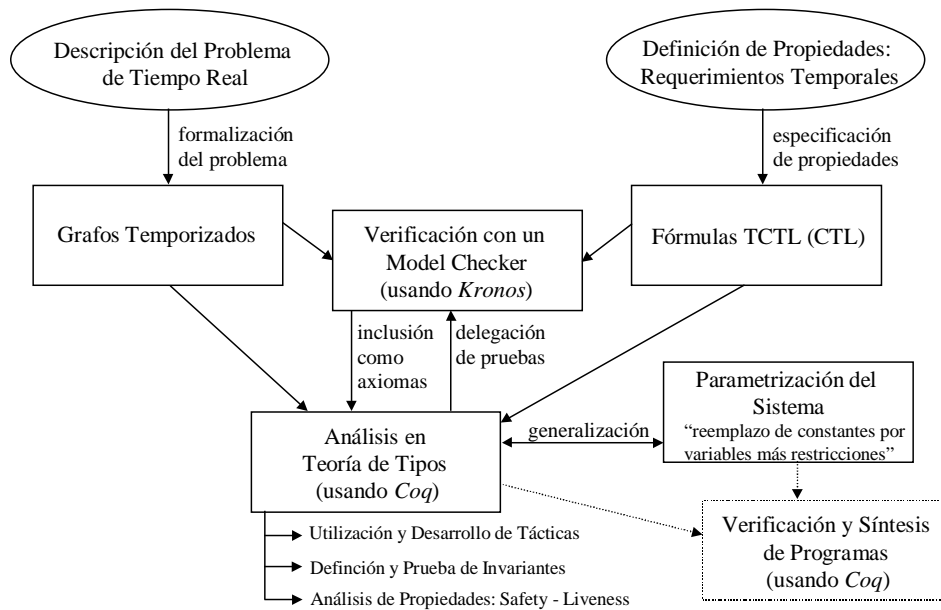 Descripción del Problema
de Tiempo Real
Definición de Propiedades:
Requerimientos Temporales
formalización
del problema
especificación
de propiedades
Grafos Temporizados
Verificación con un
Model Checker
(usando Kronos)
Fórmulas TCTL (CTL)
inclusión
como
axiomas
delegación
de pruebas
Parametrización del
Sistema
“reemplazo de constantes por
variables más restricciones”
generalización
Análisis en
Teoría de Tipos
(usando Coq)
Verificación y Síntesis
de Programas
(usando Coq)
Utilización y Desarrollo de Tácticas
Definción y Prueba de Invariantes
Análisis de Propiedades: Safety - Liveness